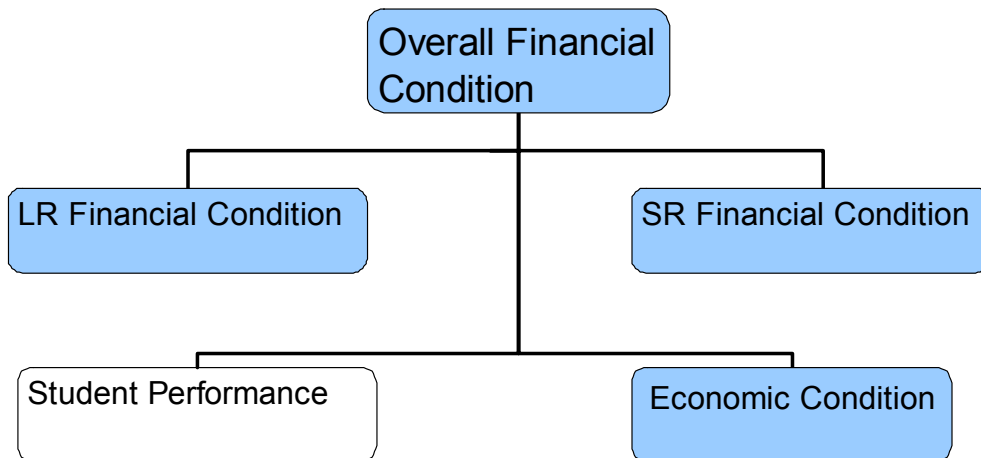 Overall Financial
Condition
LR Financial Condition
SR Financial Condition
Student Performance
Economic Condition